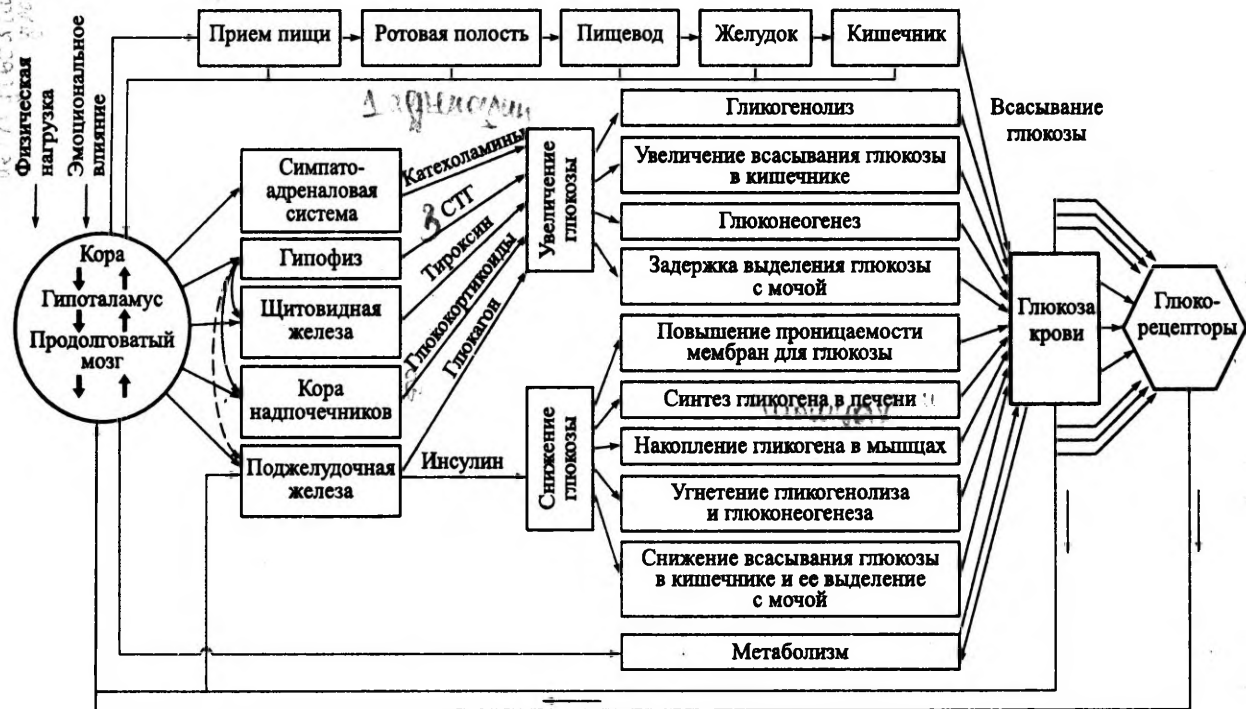 Прием пищи
Ротовая полость
Пищевод
Желудок
Кишечник
Физическая
нагрузка
Эмоциональное
влияние
Всасывание
глюкозы
Кора
Гипоталамус
Продолговатый
мозг
Симпато-
адреналовая
система
Гипофиз
Щитовидная
железа
Кора
надпочечников
Поджелудочная
железа
1 адреналин
Катехоламины
3 СТГ
Тироксин
Глюкокортикоиды
Глюкагон
Инсулин
Увеличение
глюкозы
Снижение
глюкозы
Гликогенолиз
Увеличение всасывания глюкозы
в кишечнике
Глюконеогенез
Задержка выделения глюкозы
с мочой
Повышение проницаемости
мембран для глюкозы
Синтез гликогена в печени
Накопление гликогена в мышцах
Угнетение гликогенолиза
и глюконеогенеза
Снижение всасывания глюкозы
в кишечнике и ее выделение
с мочой
Метаболизм
Глюкоза
крови
Глюко-
рецепторы